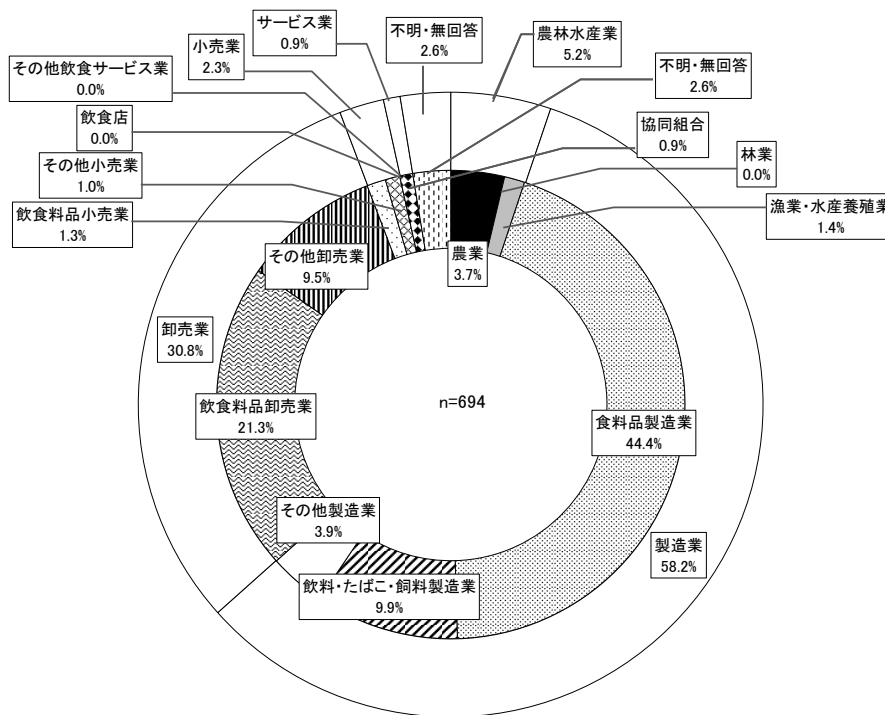 サービス業
0.9%
不明・無回答
2.6%
農林水産業
5.2%
小売業
2.3%
その他飲食サービス業
0.0%
不明・無回答
2.6%
飲食店
0.0%
協同組合
0.9%
林業
0.0%
その他小売業
1.0%
漁業・水産養殖業
1.4%
飲食料品小売業
1.3%
その他卸売業
9.5%
農業
3.7%
卸売業
30.8%
飲食料品卸売業
21.3%
n=694
食料品製造業
44.4%
その他製造業
3.9%
製造業
58.2%
飲料・たばこ・飼料製造業
9.9%